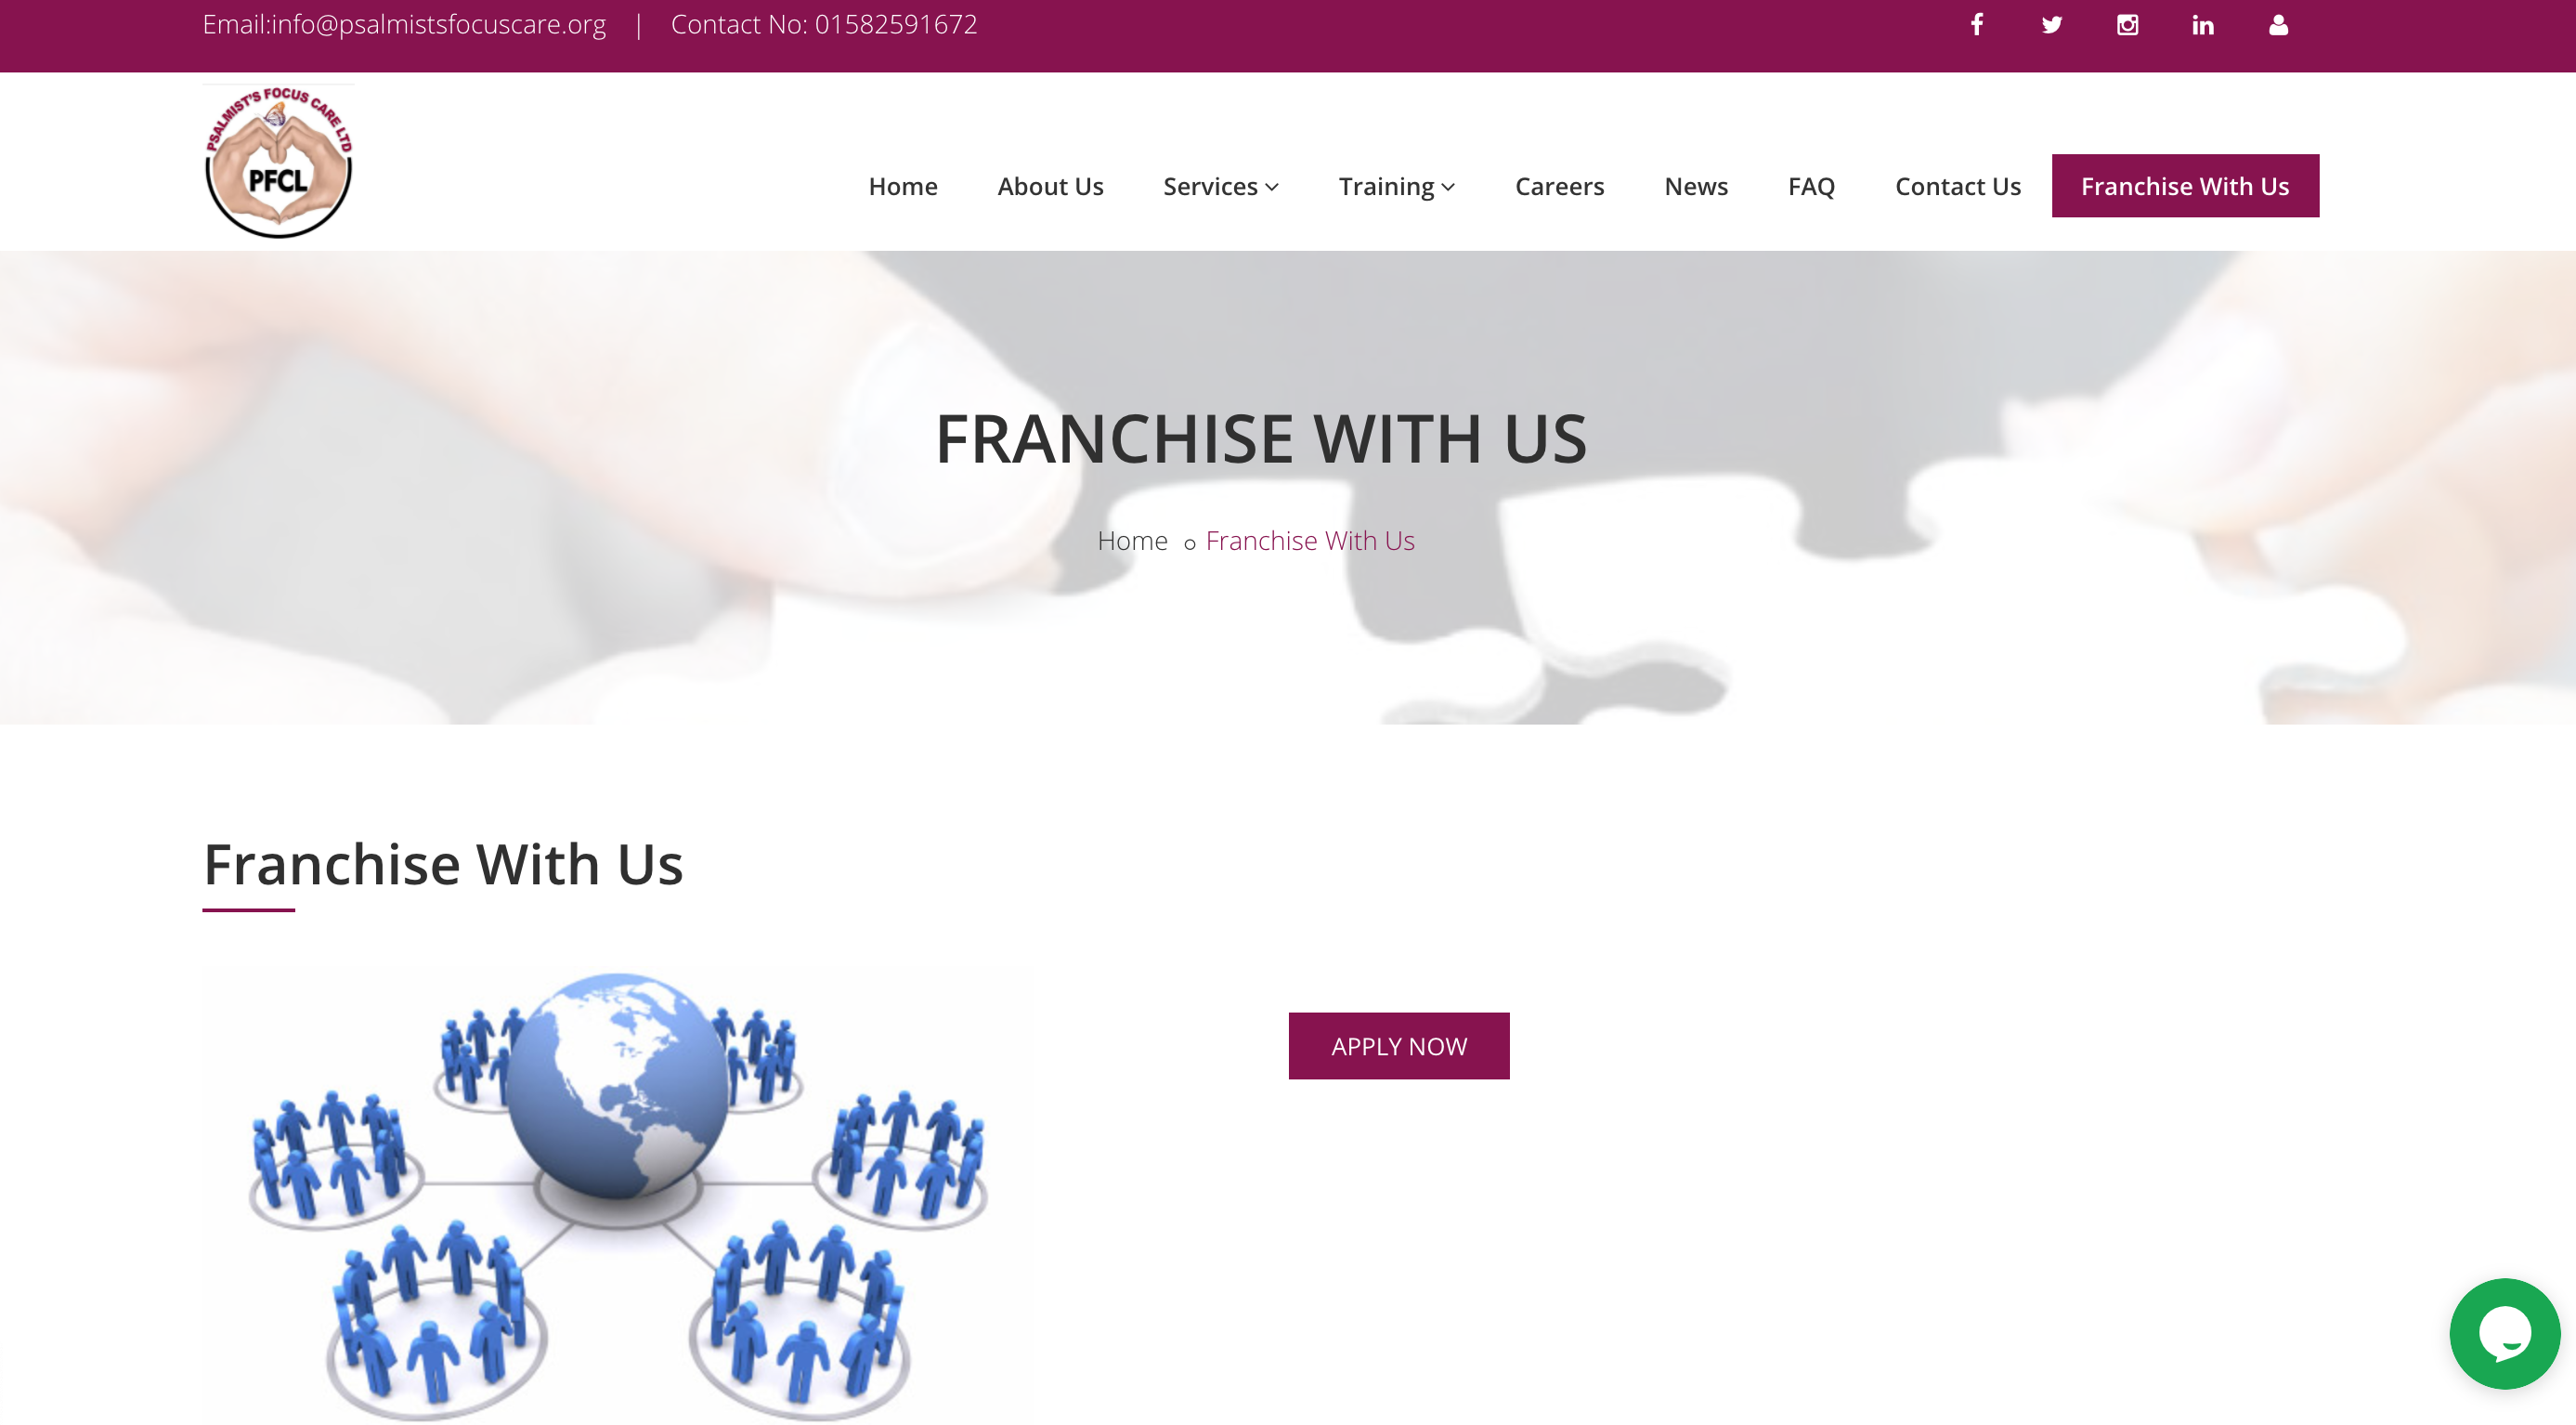 Email:info@psalmistsfocuscare.org | Contact No: 01582591672
PSALMIST'S FOCUS CARE LTD
PFCL
Home About Us Services Training Careers News FAQ Contact Us Franchise With Us
FRANCHISE WITH US
Home Franchise With Us
Franchise With Us
APPLY NOW